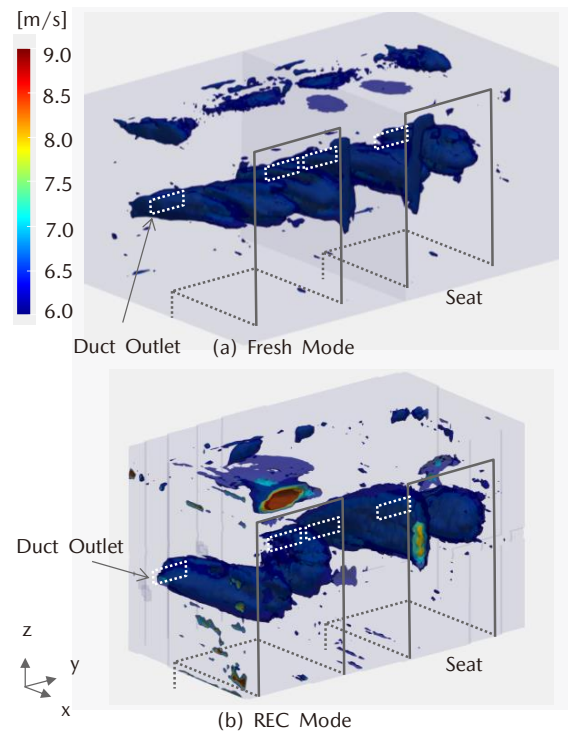 [m/s]
9.0
8.5
8.0
7.5
7.0
6.5
6.0
Seat
Duct Outlet
(a) Fresh Mode
Duct Outlet
z
y
x
Seat
(b) REC Mode